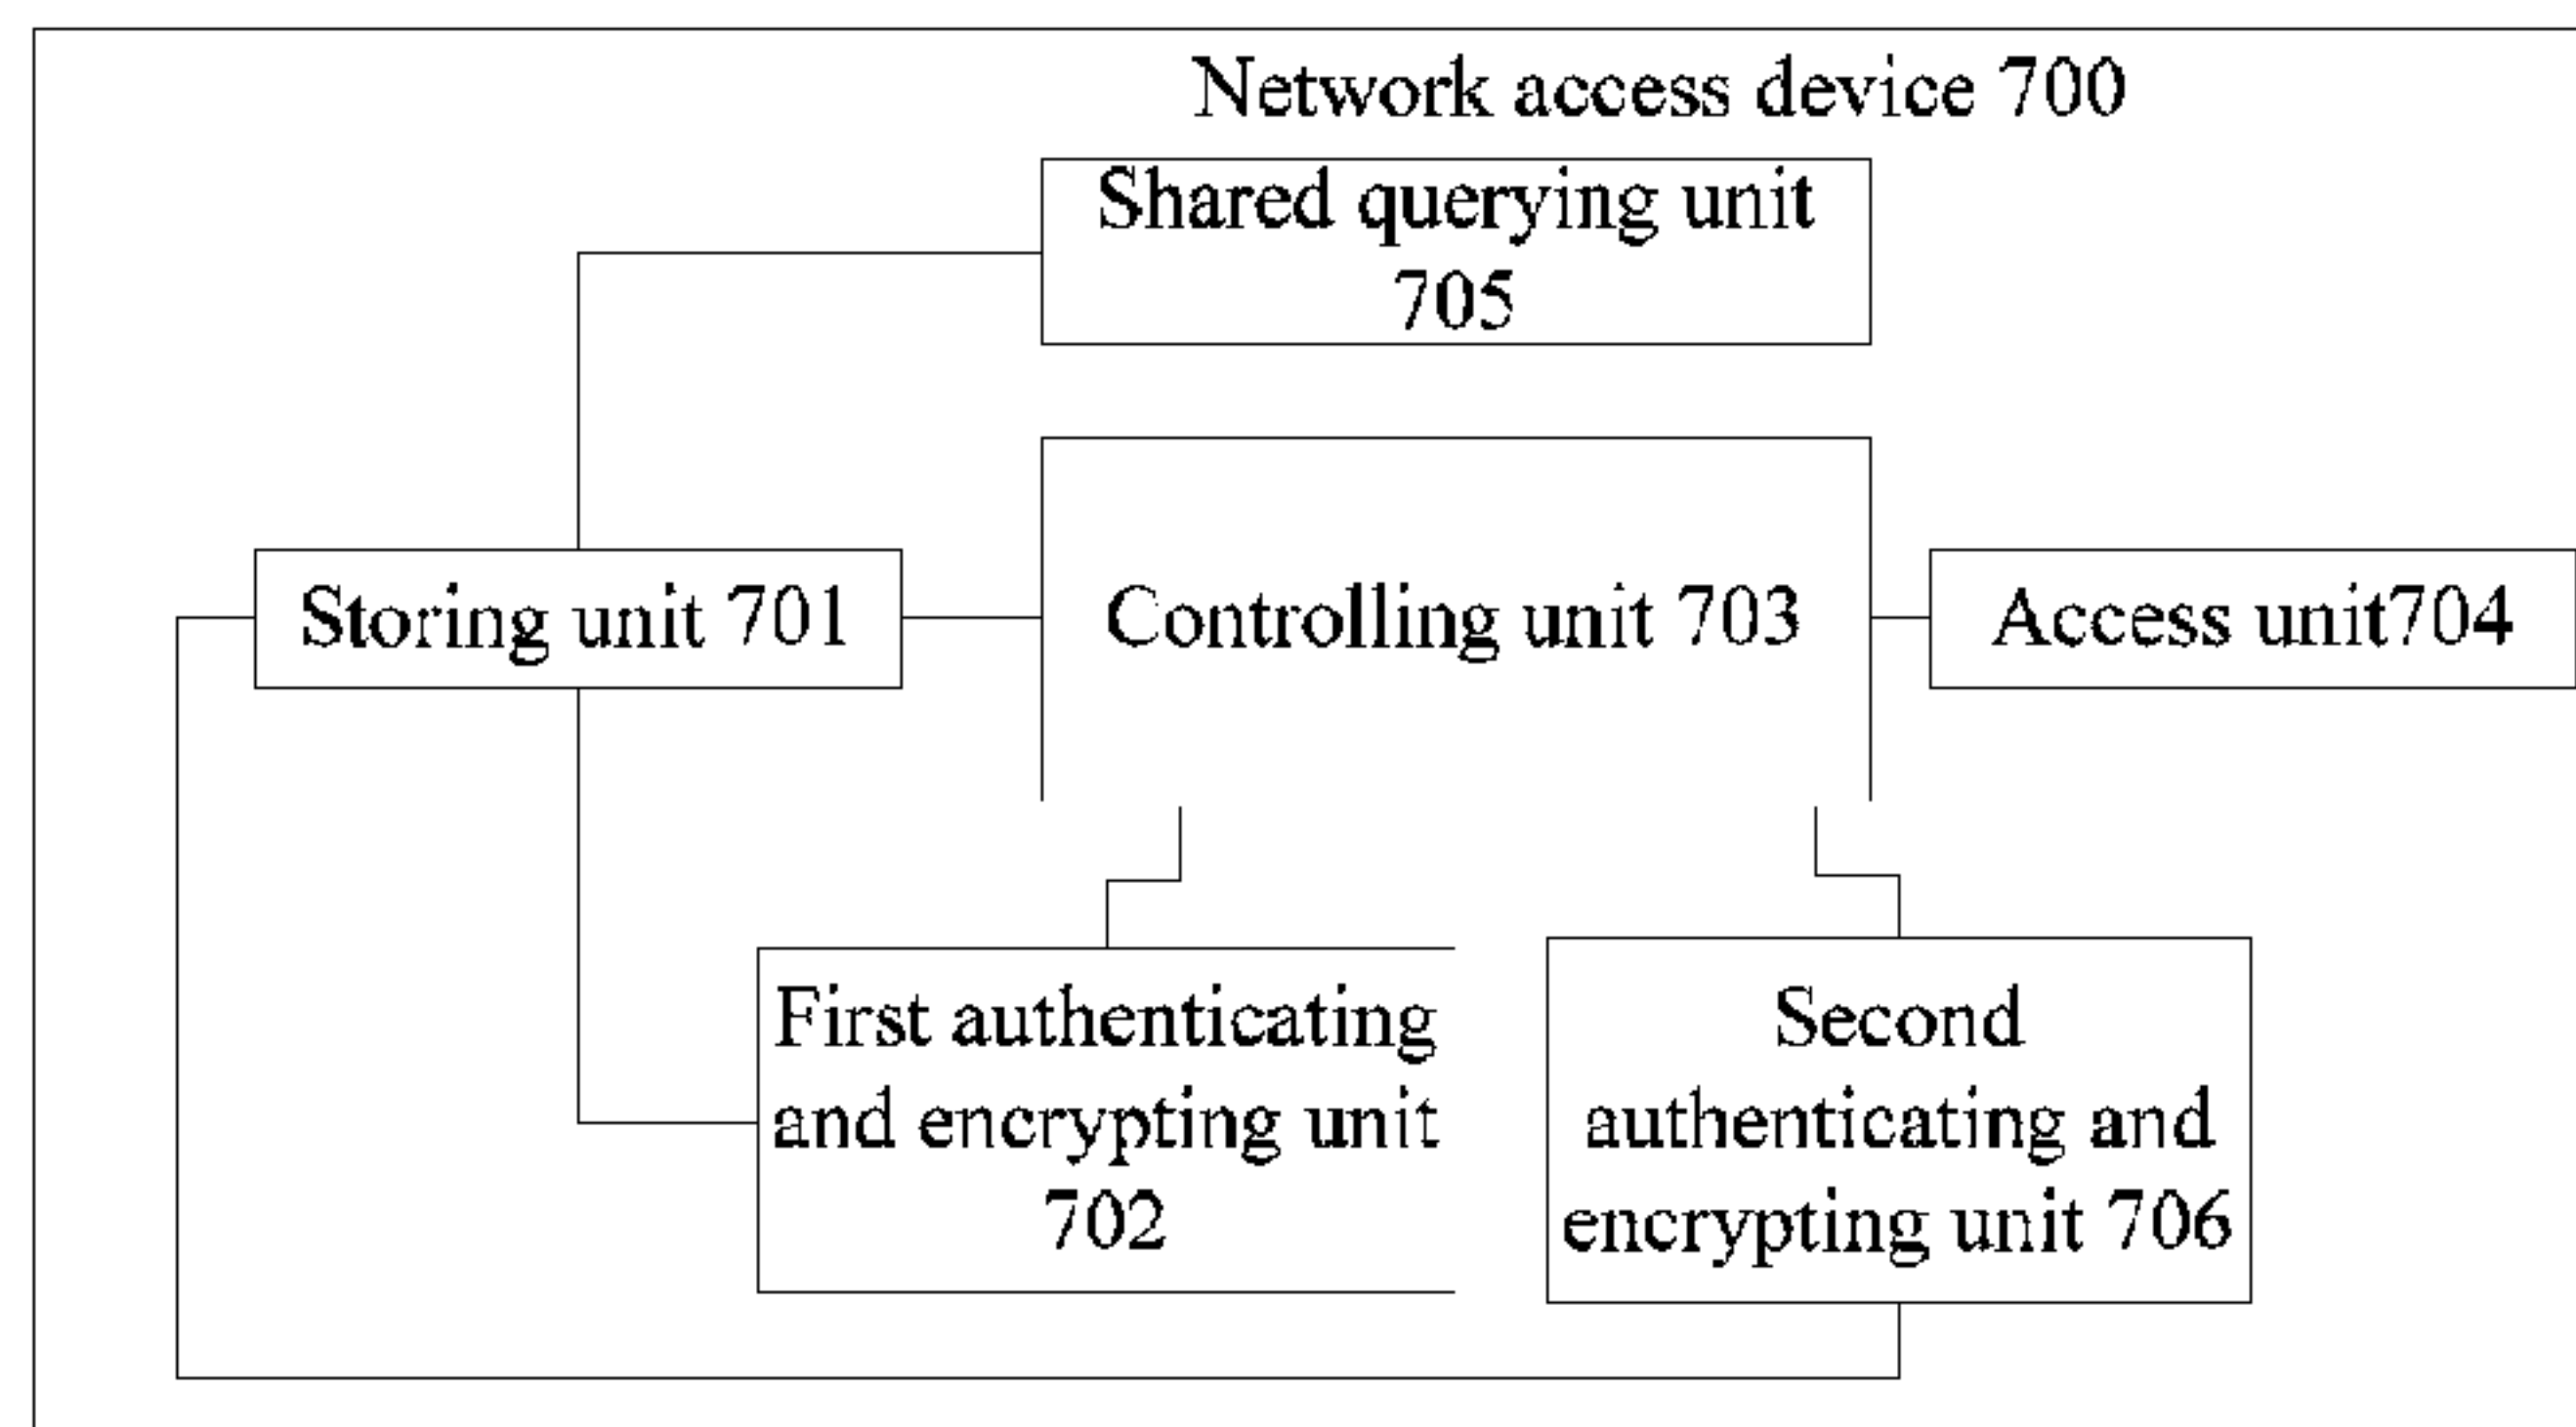 Network access device 700
Shared querying unit
705
Storing unit 701
Controlling unit 703
Access unit704
First authenticating
and encrypting unit
702
Second
authenticating and
encrypting unit 706